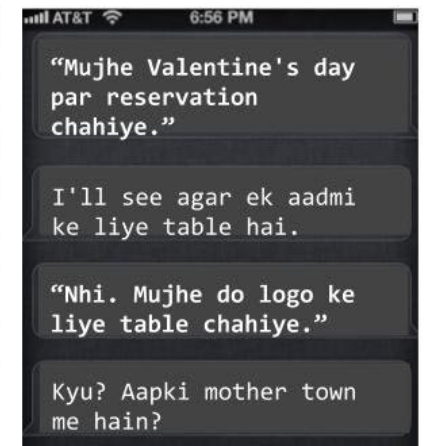 AT&T 6:56 PM
“Mujhe Valentine's day
par reservation
chahiye.”
I'll see agar ek aadmi
ke liye table hai.
“Nhi. Mujhe do logo ke
liye table chahiye.”
Kyu? Aapki mother town
me hain?